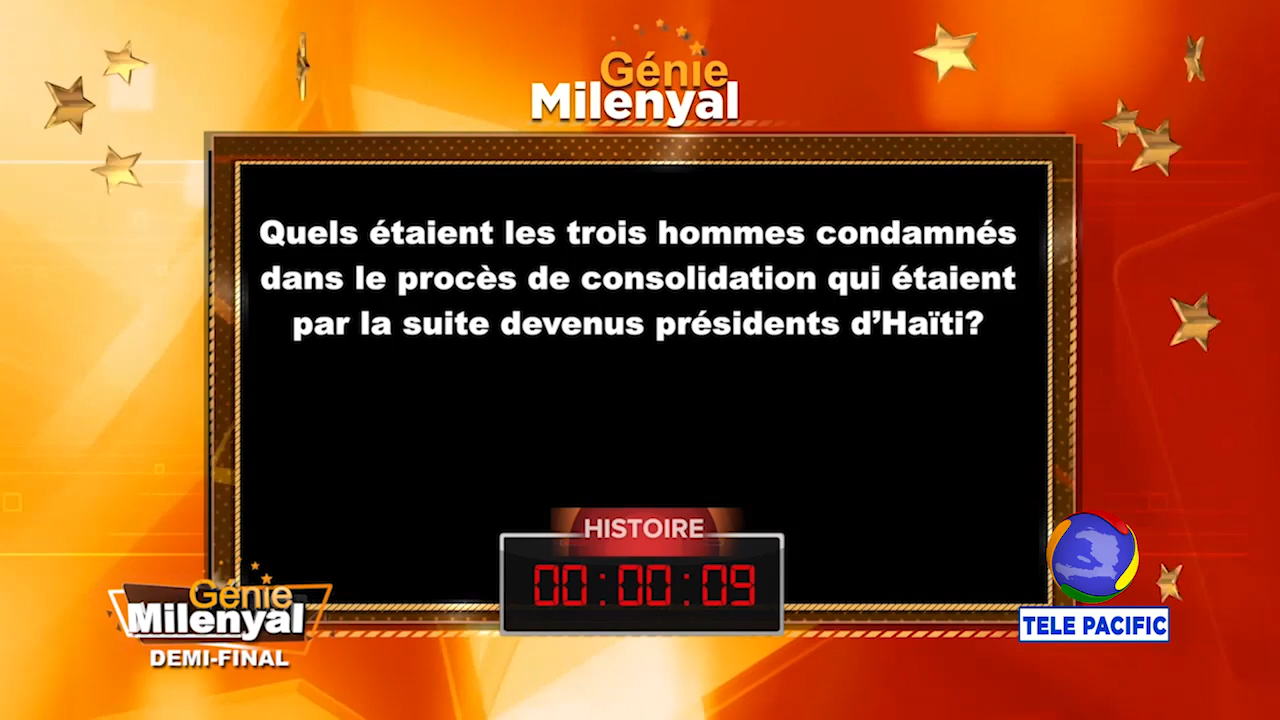 Génie
Milenyal
Quels étaient les trois hommes condamnés
dans le procès de consolidation qui étaient
par la suite devenus présidents d’Haïti?
HISTOIRE
00:00:09
Génie
Milenyal
DEMI-FINAL
TELE PACIFIC